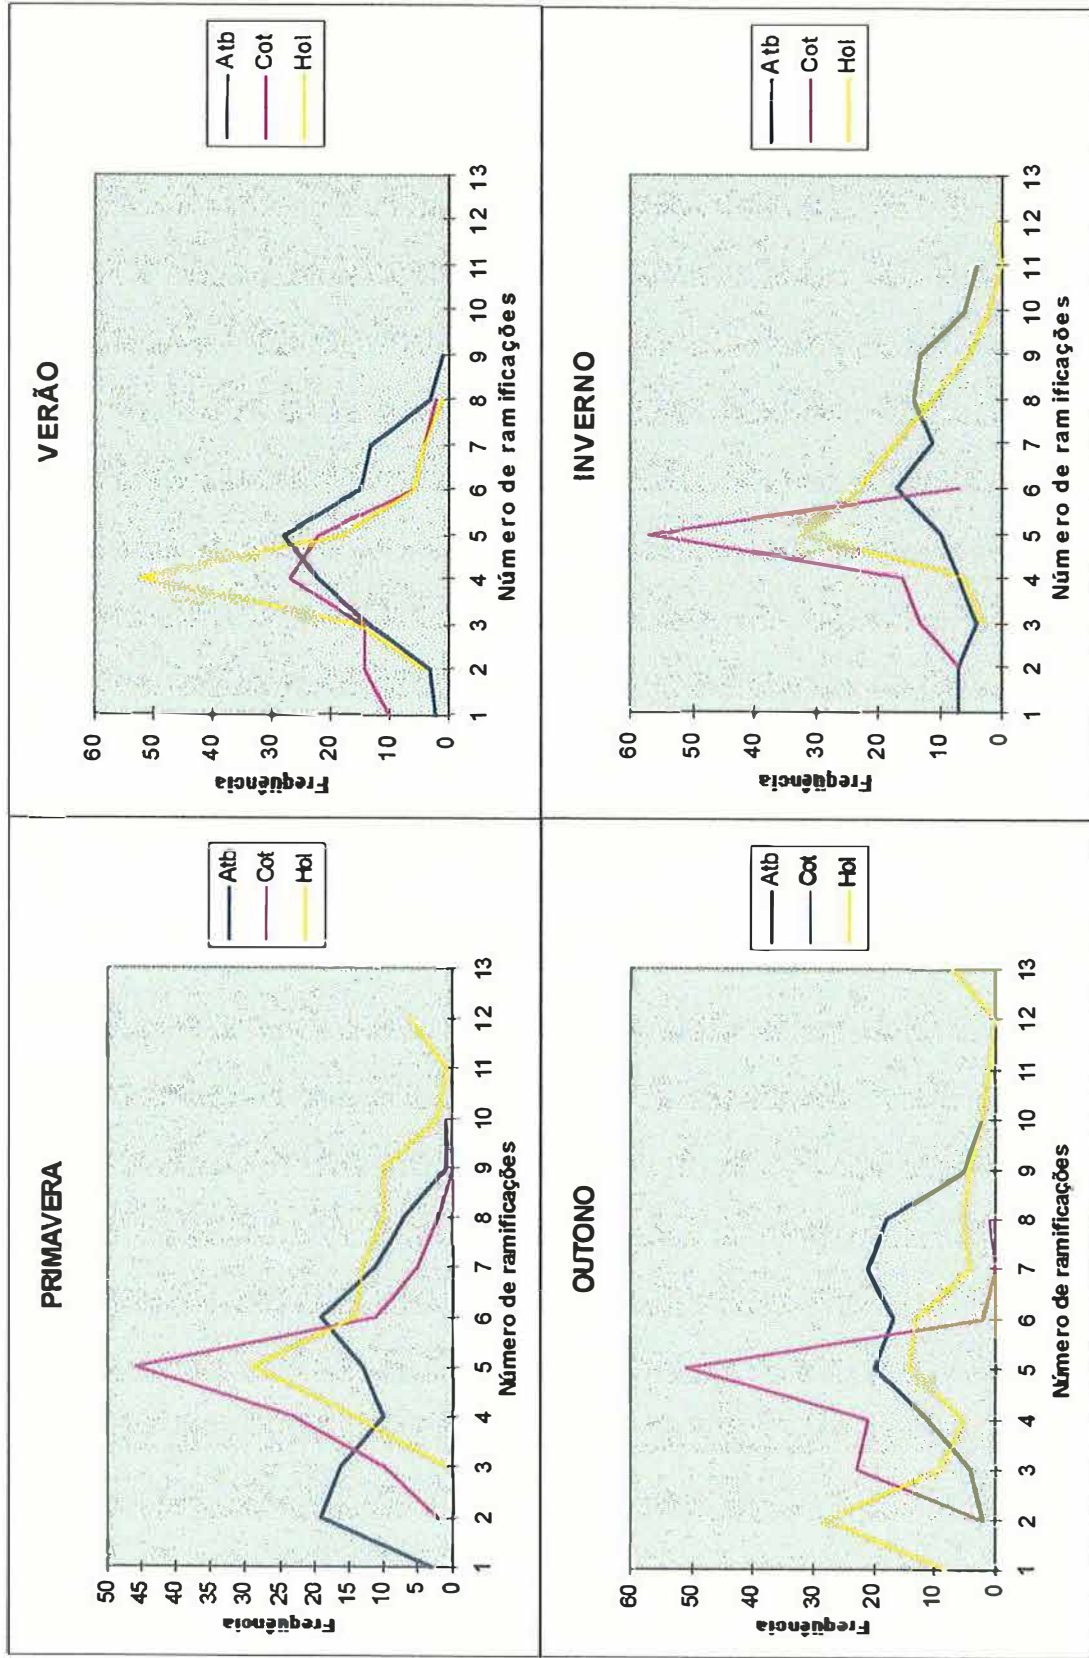 PRIMAVERA
Freqüência
50
45
40
35
30
25
20
15
10
5
0
1 2 3 4 5 6 7 8 9 10 11 12 13
Número de ramificações
Atb
Cot
Hol
VERÃO
Freqüência
60
50
40
30
20
10
0
1 2 3 4 5 6 7 8 9 10 11 12 13
Número de ramificações
Atb
Cot
Hol
OUTONO
Freqüência
60
50
40
30
20
10
0
1 2 3 4 5 6 7 8 9 10 11 12 13
Número de ramificações
Atb
Cot
Hol
INVERNO
Freqüência
60
50
40
30
20
10
0
1 2 3 4 5 6 7 8 9 10 11 12 13
Número de ramificações
Atb
Cot
Hol